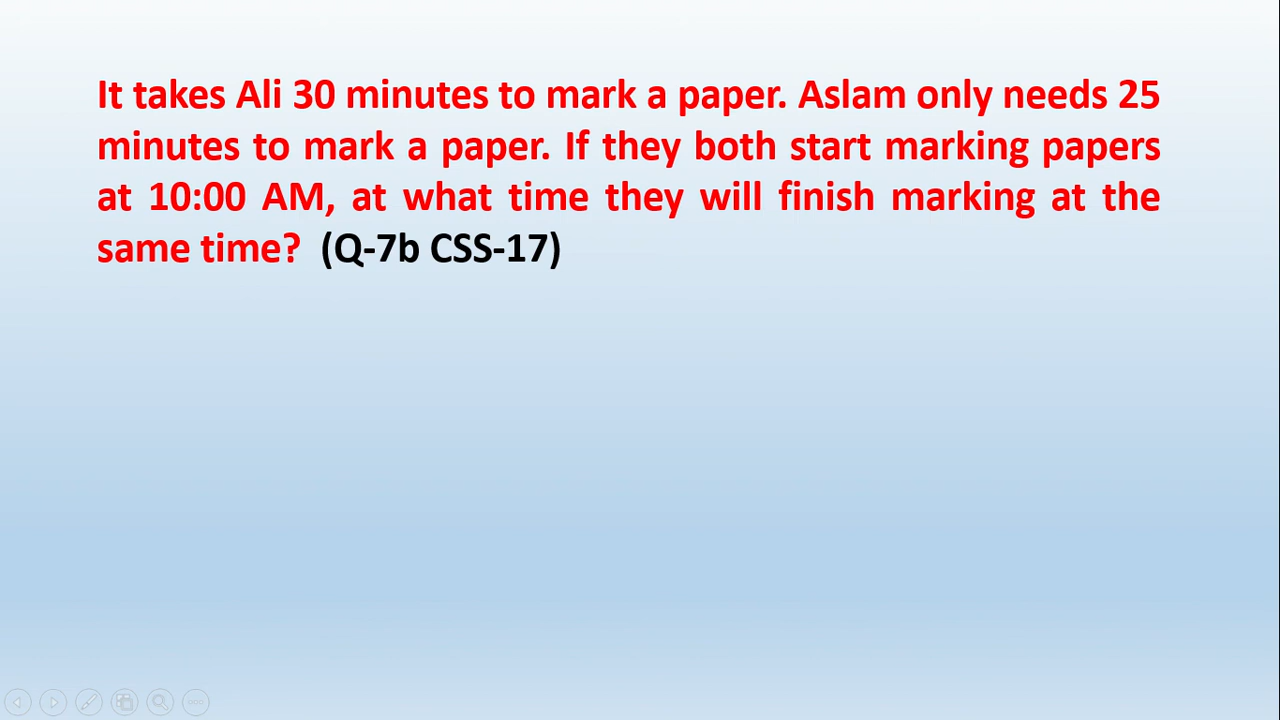 It takes Ali 30 minutes to mark a paper. Aslam only needs 25
minutes to mark a paper. If they both start marking papers
at 10:00 AM, at what time they will finish marking at the
same time? (Q-7b CSS-17)